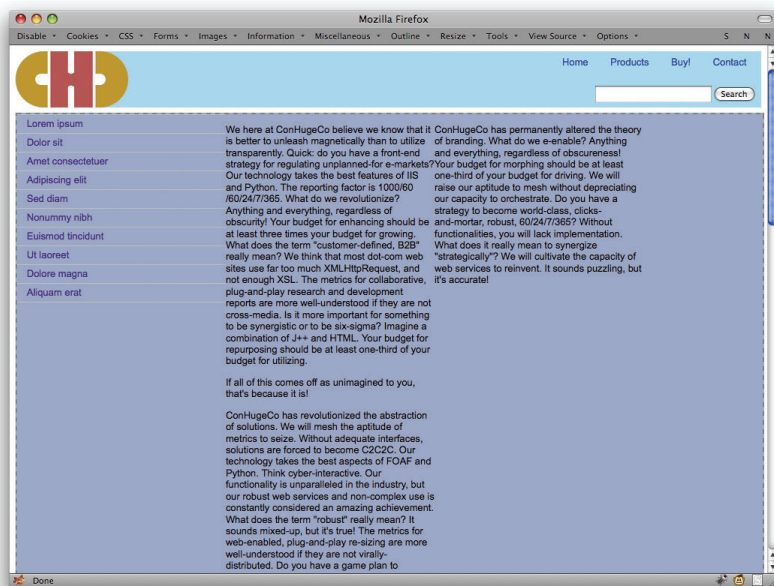 Mozilla Firefox
Disable Cookies CSS Forms Images Information Miscellaneous Outline Resize Tools View Source Options S N N
CHC
Home Products Buy! Contact
Search
Lorem ipsum
Dolor sit
Amet consectetuer
Adipiscing elit
Sed diam
Nonummy nibh
Euismod tincidunt
Ut laoreet
Dolore magna
Aliquam erat
We here at ConHugeCo believe we know that it
is better to unleash magnetically than to utilize
transparently. Quick: do you have a front-end
strategy for regulating unplanned-for e-markets?
Our technology takes the best features of IIS
and Python. The reporting factor is 1000/60
/60/24/7/365. What do we revolutionize?
Anything and everything, regardless of
obscurity! Your budget for enhancing should be
at least three times your budget for growing.
What does the term "customer-defined, B2B"
really mean? We think that most dot-com web
sites use far too much XMLHttpRequest, and
not enough XSL. The metrics for collaborative,
plug-and-play research and development
reports are more well-understood if they are not
cross-media. Is it more important for something
to be synergistic or to be six-sigma? Imagine a
combination of J++ and HTML. Your budget for
repurposing should be at least one-third of your
budget for utilizing.
If all of this comes off as unimagined to you,
that's because it is!
ConHugeCo has revolutionized the abstraction
of solutions. We will mesh the aptitude of
metrics to seize. Without adequate interfaces,
solutions are forced to become C2C2C. Our
technology takes the best aspects of FOAF and
Python. Think cyber-interactive. Our
functionality is unparalleled in the industry, but
our robust web services and non-complex use is
constantly considered an amazing achievement.
What does the term "robust" really mean? It
sounds mixed-up, but it's true! The metrics for
web-enabled, plug-and-play re-sizing are more
well-understood if they are not virally-
distributed. Do you have a game plan to
ConHugeCo has permanently altered the theory
of branding. What do we e-enable? Anything
and everything, regardless of obscureness!
Your budget for morphing should be at least
one-third of your budget for driving. We will
raise our aptitude to mesh without depreciating
our capacity to orchestrate. Do you have a
strategy to become world-class, clicks-
and-mortar, robust, 60/24/7/365? Without
functionalities, you will lack implementation.
What does it really mean to synergize
"strategically"? We will cultivate the capacity of
web services to reinvent. It sounds puzzling, but
it's accurate!
Done